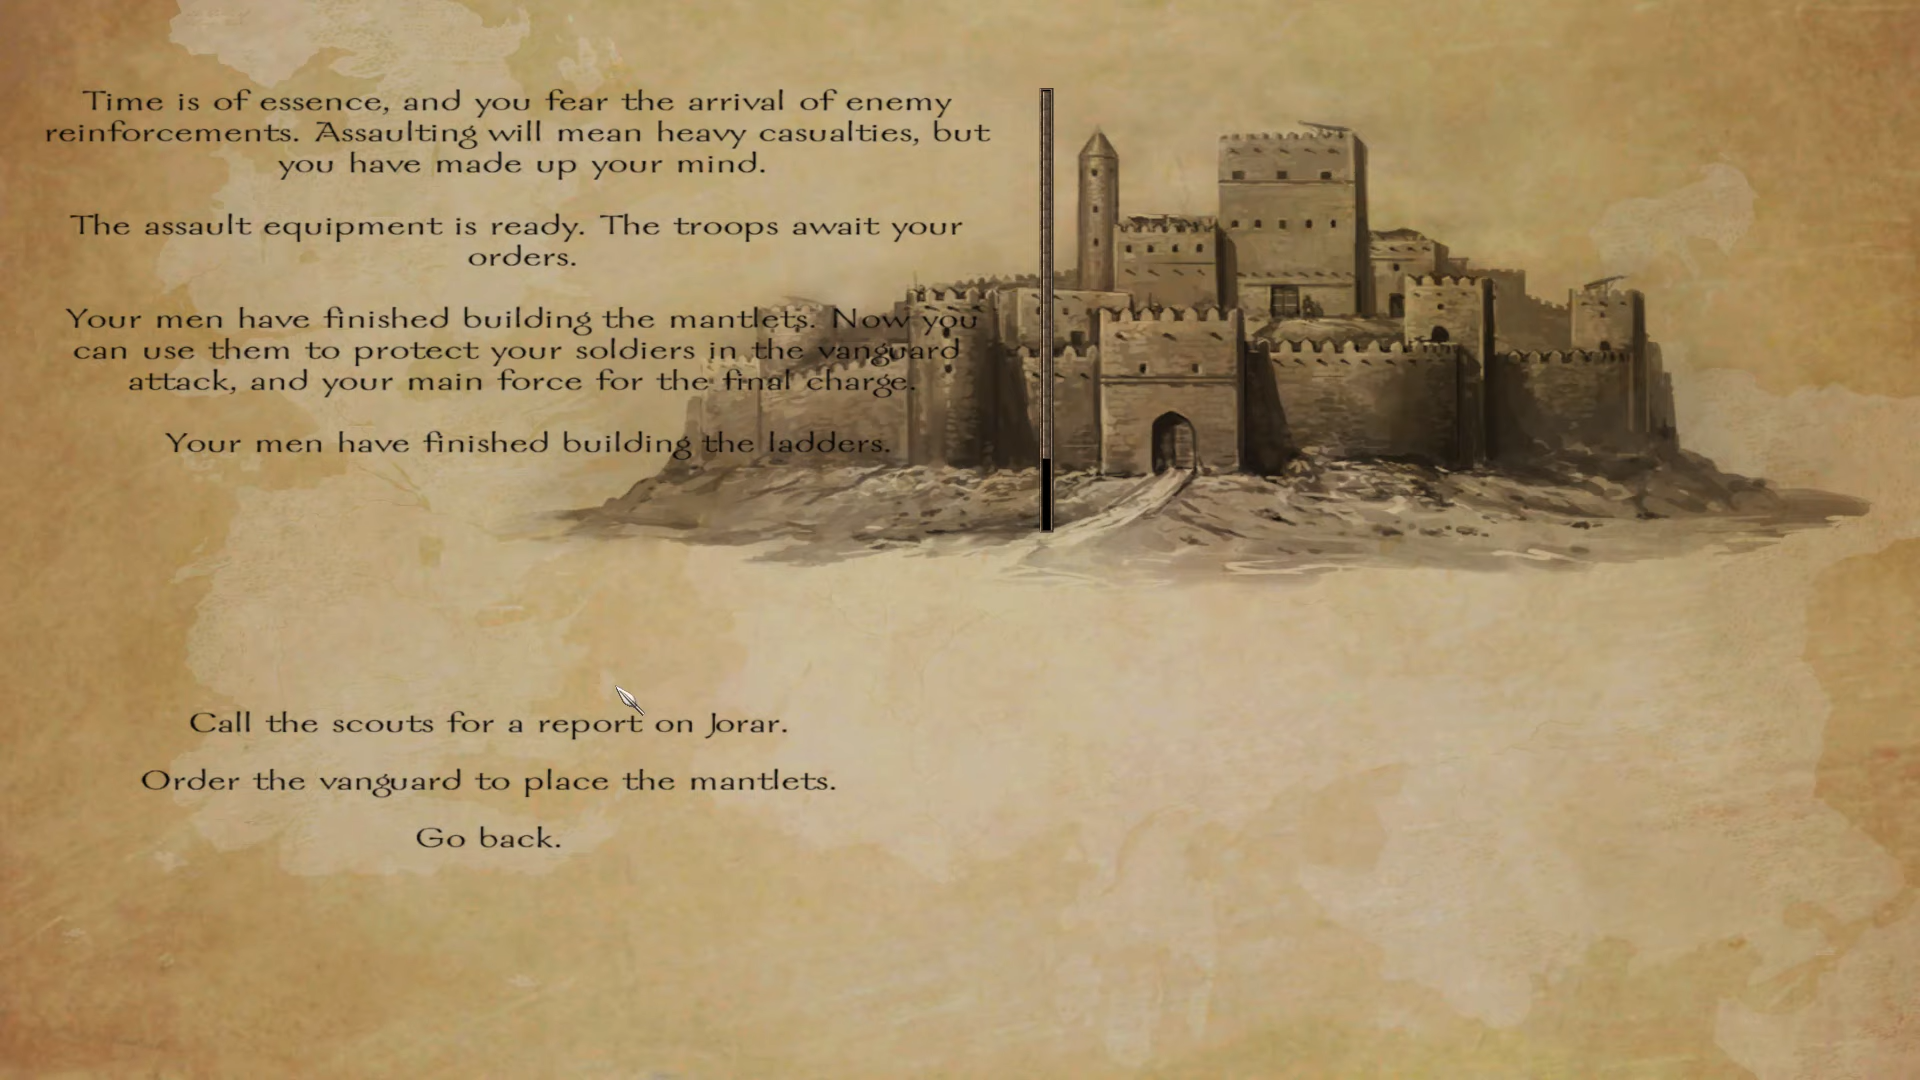 Time is of essence, and you fear the arrival of enemy
reinforcements. Assaulting will mean heavy casualties, but
you have made up your mind.
The assault equipment is ready. The troops await your
orders.
Your men have finished building the mantlets. Now you
can use them to protect your soldiers in the vanguard
attack, and your main force for the final charge.
Your men have finished building the ladders.
Call the scouts for a report on Jorar.
Order the vanguard to place the mantlets.
Go back.